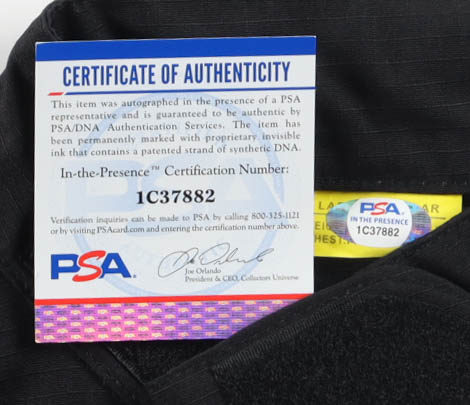 CERTIFICATE OF AUTHENTICITY
This item was autographed in the presence of a PSA
representative and is guaranteed to be authentic by
PSA/DNA Authentication Services. The item has
been permanently marked with proprietary invisible
ink that contains a patented strand of synthetic DNA.
In-the-Presence™ Certification Number:
1C37882
Verification inquiries can be made to PSA by calling 800-325-1121
or by visiting PSAcard.com and entering the certification number above.
PSA
Joe Orlando
President & CEO, Collectors Universe
PSA
IN THE PRESENCE
1C37882